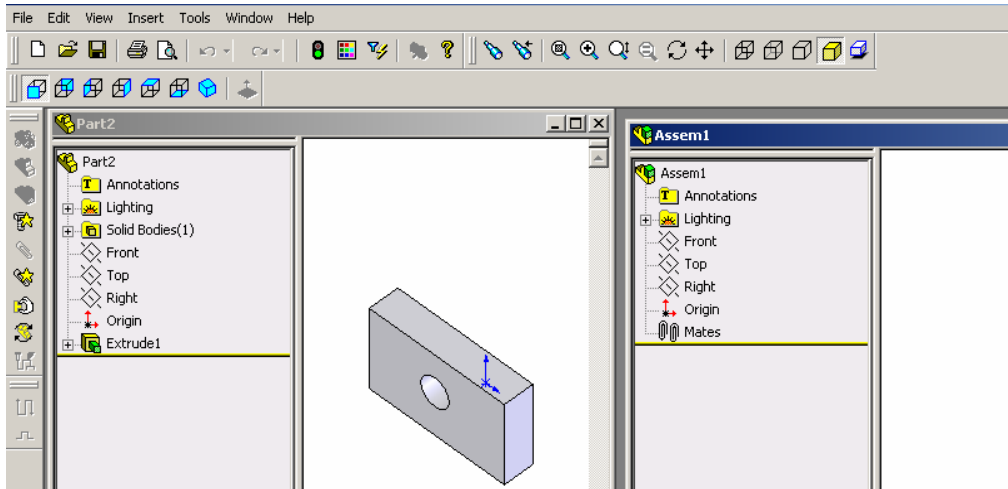 File Edit View Insert Tools Window Help
Part2
Part2
Annotations
Lighting
Solid Bodies(1)
Front
Top
Right
Origin
Extrude1
Assem1
Assem1
Annotations
Lighting
Front
Top
Right
Origin
Mates